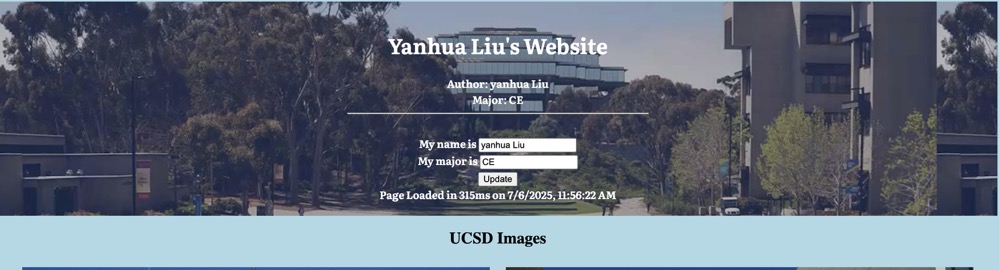 Yanhua Liu's Website
Author: yanhua Liu
Major: CE
My name is yanhua Liu
My major is CE
Update
Page Loaded in 315ms on 7/6/2025, 11:56:22 AM
UCSD Images